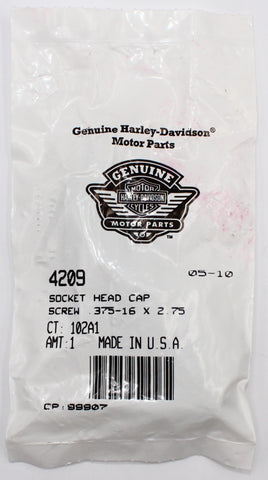 Genuine Harley-Davidson®
Motor Parts
GENUINE
MOTOR
HARLEY-DAVIDSON
CYCLES
MOTOR PARTS
™
4209
05-10
SOCKET HEAD CAP
SCREW .375-16 X 2.75
CT: 102A1
AMT:1 MADE IN U.S.A.
CP:99907